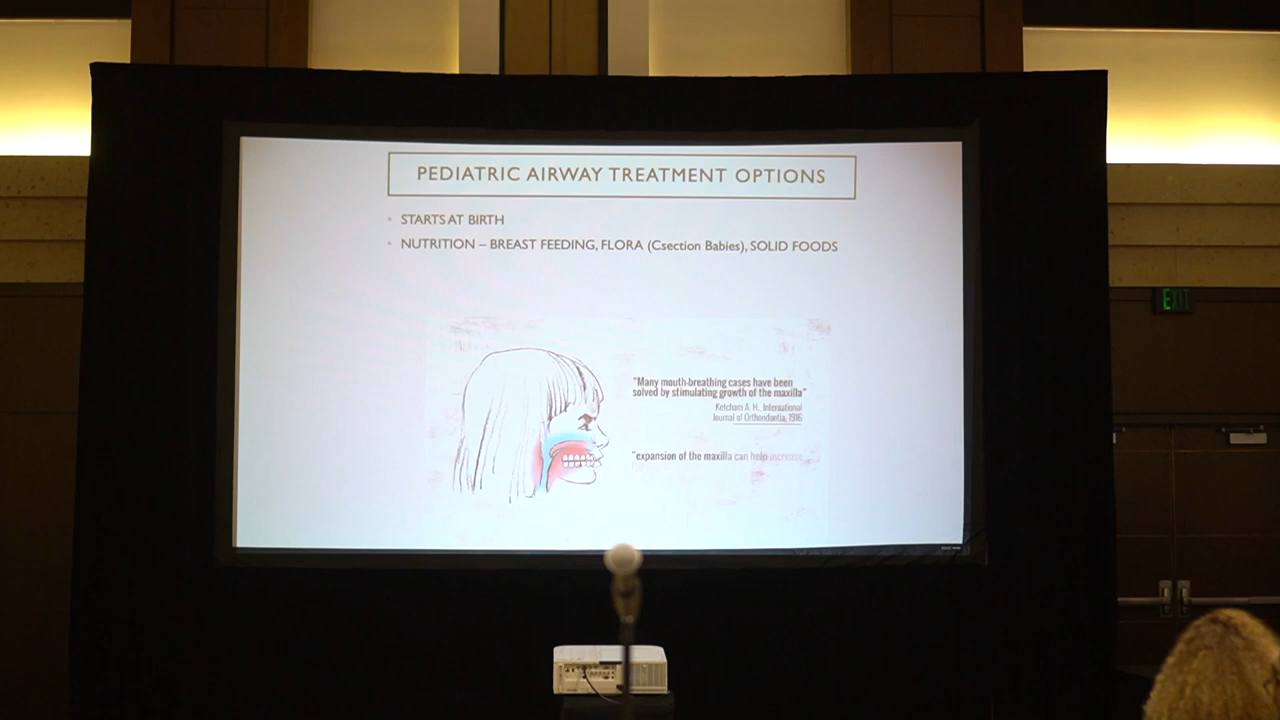 PEDIATRIC AIRWAY TREATMENT OPTIONS
• STARTS AT BIRTH
• NUTRITION – BREAST FEEDING, FLORA (Csection Babies), SOLID FOODS
"Many mouth-breathing cases have been
solved by stimulating growth of the maxilla"
Ketcham A. H., International
Journal of Orthodontia, 1916
"expansion of the maxilla can help increase
EXIT